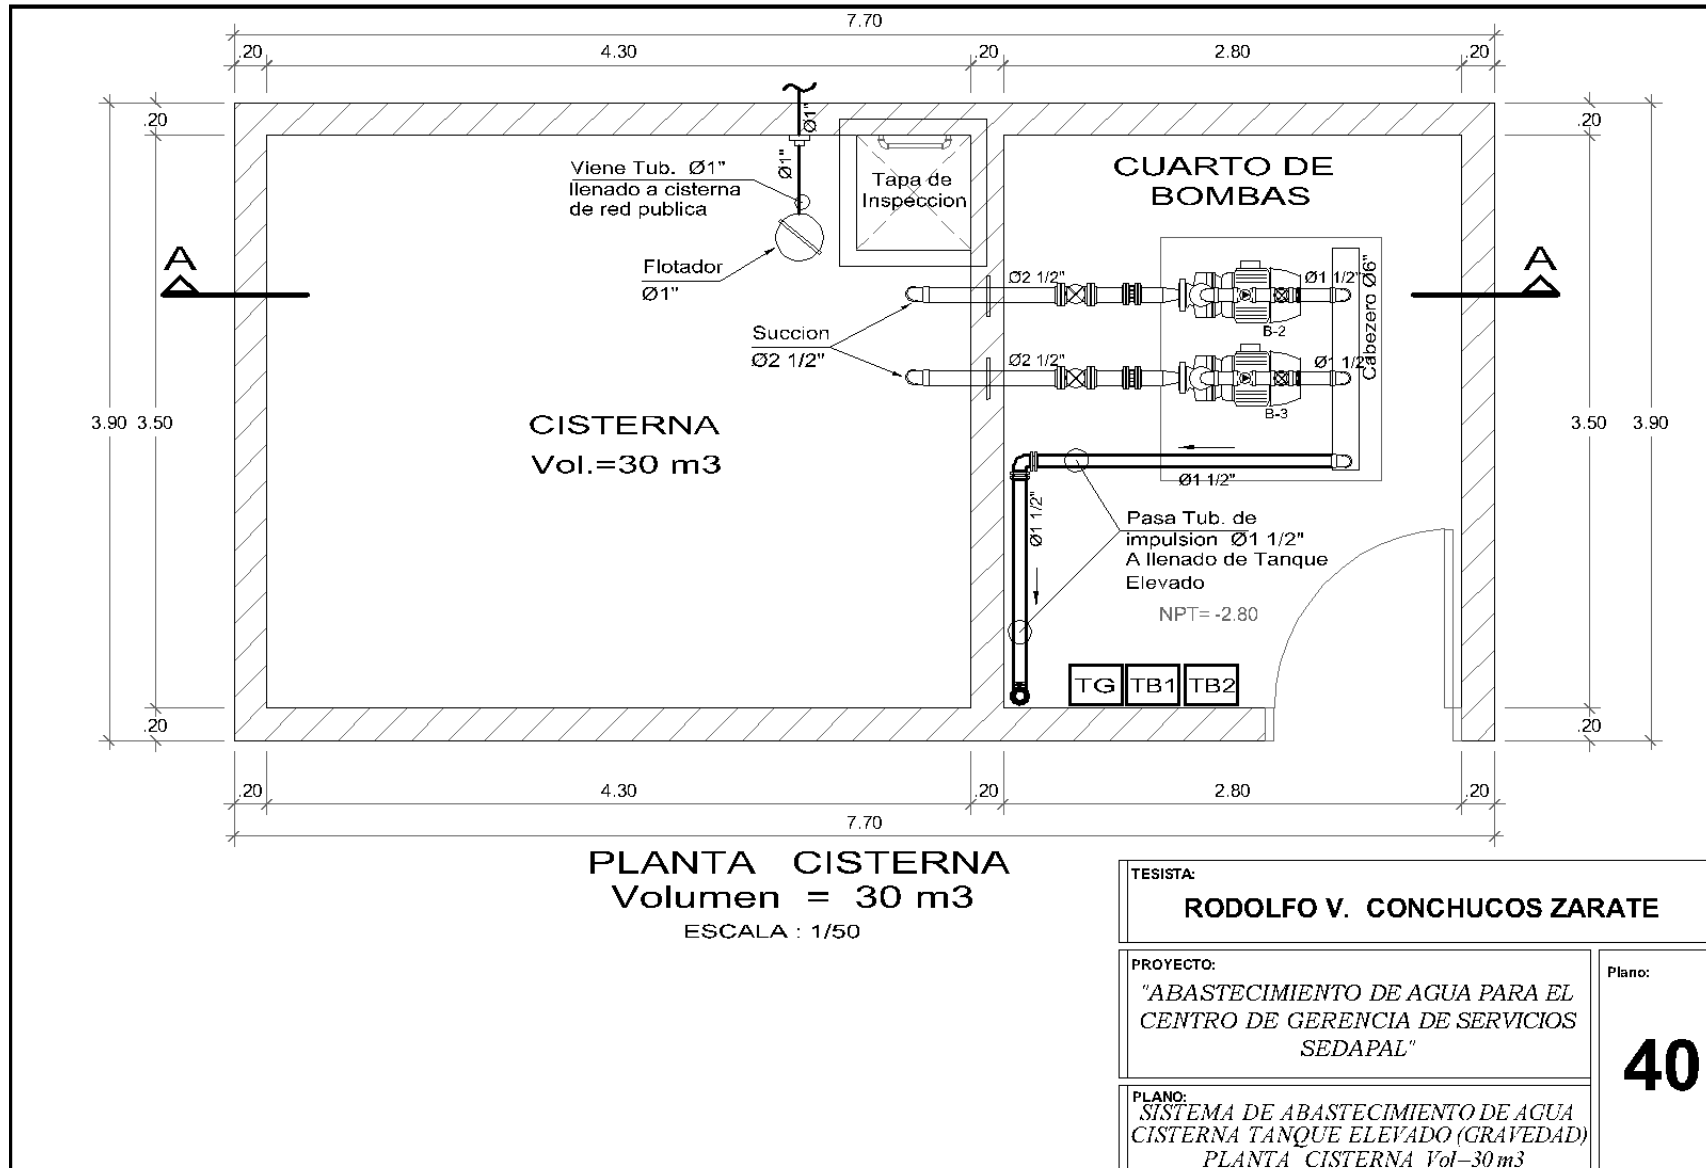 7.70
.20
4.30
.20
2.80
.20
.20
.20
Ø1"
Ø1"
Viene Tub. Ø1"
llenado a cisterna
de red publica
Tapa de
Inspeccion
CUARTO DE
BOMBAS
Flotador
Ø1"
A
A
Ø2 1/2"
Ø1 1/2"
Cabezero Ø6"
B-2
Succion
Ø2 1/2"
Ø2 1/2"
Ø1 1/2"
B-3
3.90
3.50
3.50
3.90
CISTERNA
Vol.=30 m3
Ø1 1/2"
Ø1 1/2"
Pasa Tub. de
impulsion Ø1 1/2"
A llenado de Tanque
Elevado
NPT= -2.80
TG
TB1
TB2
.20
.20
.20
4.30
.20
2.80
.20
7.70
PLANTA CISTERNA
Volumen = 30 m3
ESCALA : 1/50
TESISTA:
RODOLFO V. CONCHUCOS ZARATE
PROYECTO:
"ABASTECIMIENTO DE AGUA PARA EL
CENTRO DE GERENCIA DE SERVICIOS
SEDAPAL"
Plano:
40
PLANO:
SISTEMA DE ABASTECIMIENTO DE AGUA
CISTERNA TANQUE ELEVADO (GRAVEDAD)
PLANTA CISTERNA Vol-30 m3